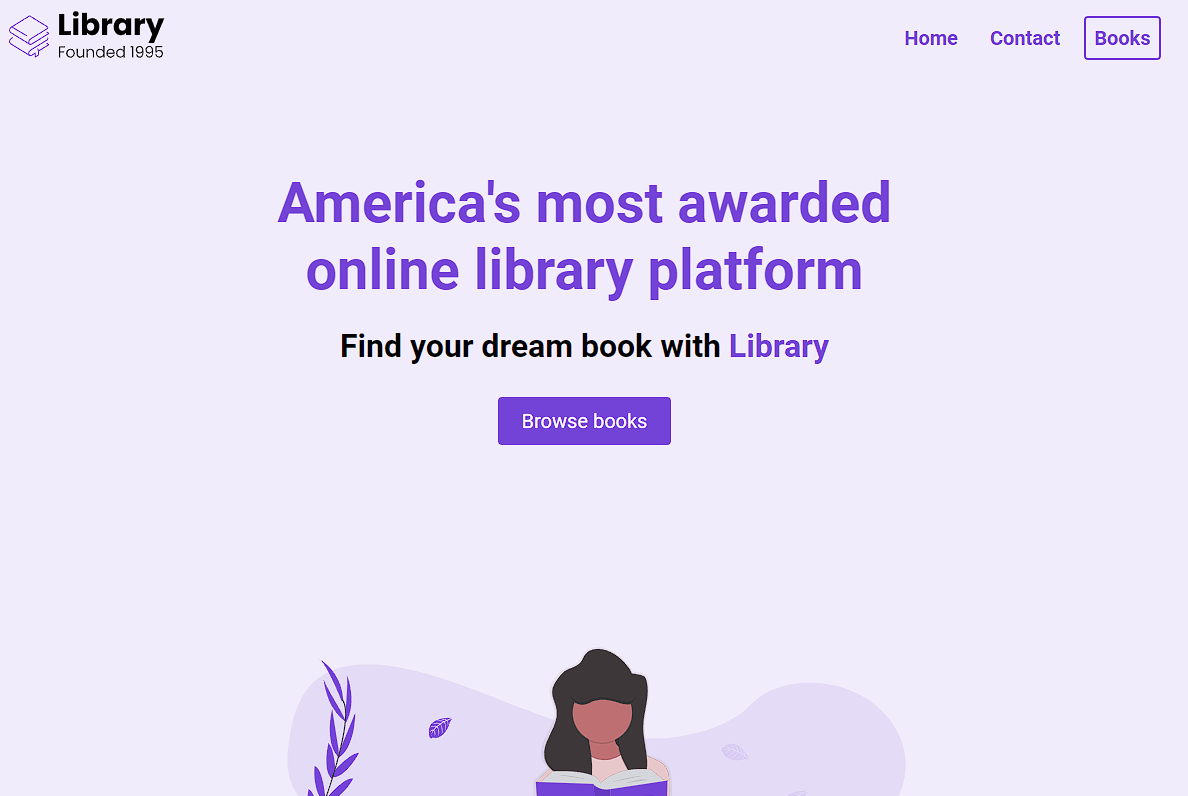 Library
Founded 1995
Home
Contact
Books
America's most awarded
online library platform
Find your dream book with Library
Browse books